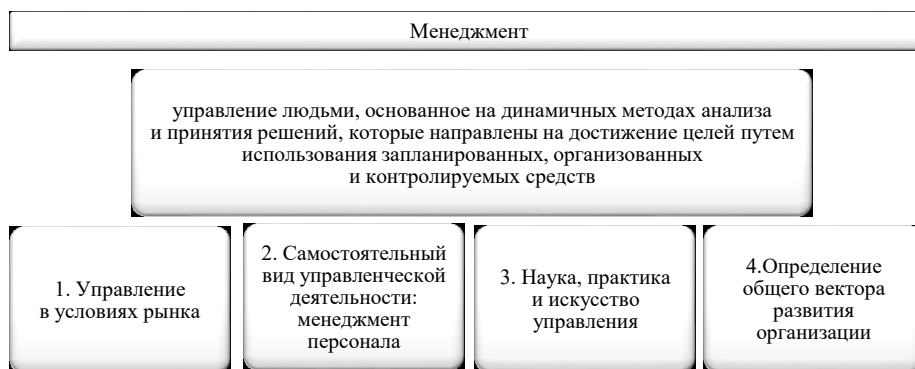 Менеджмент
управление людьми, основанное на динамичных методах анализа
и принятия решений, которые направлены на достижение целей путем
использования запланированных, организованных
и контролируемых средств
1. Управление
в условиях рынка
2. Самостоятельный
вид управленческой
деятельности:
менеджмент
персонала
3. Наука, практика
и искусство
управления
4.Определение
общего вектора
развития
организации